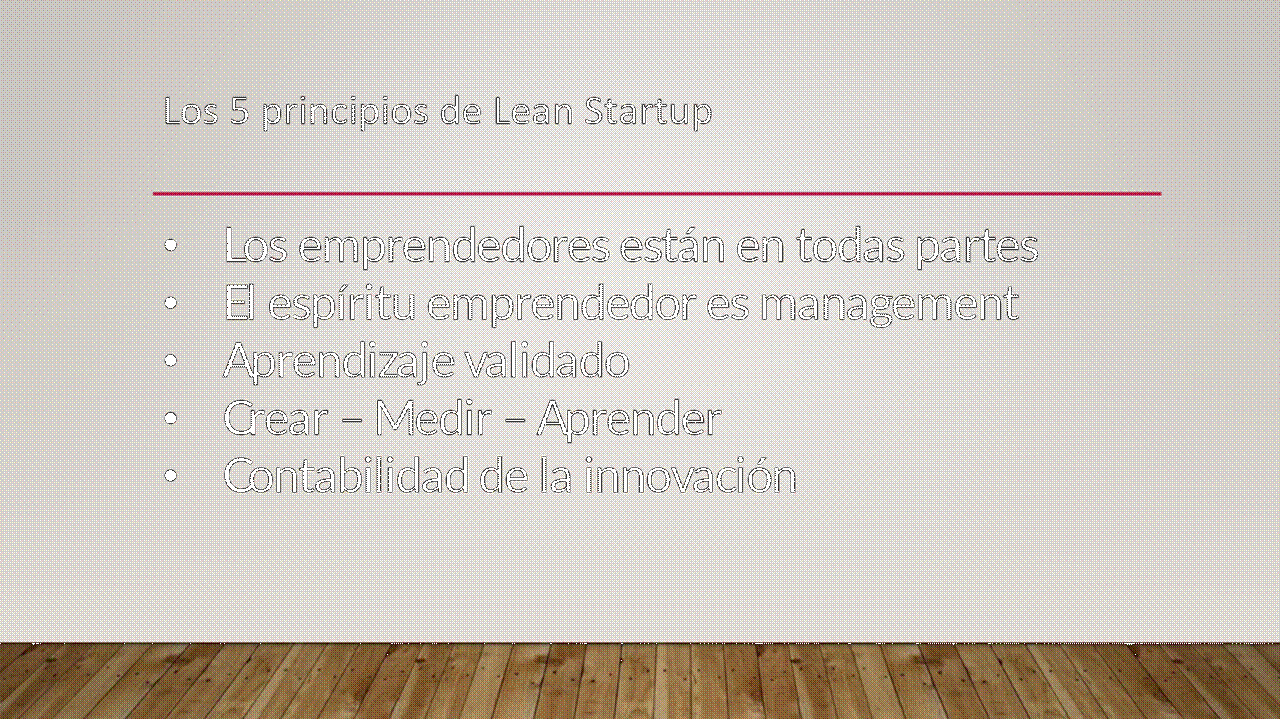 Los 5 principios de Lean Startup
• Los emprendedores están en todas partes
• El espíritu emprendedor es management
• Aprendizaje validado
• Crear – Medir – Aprender
• Contabilidad de la innovación